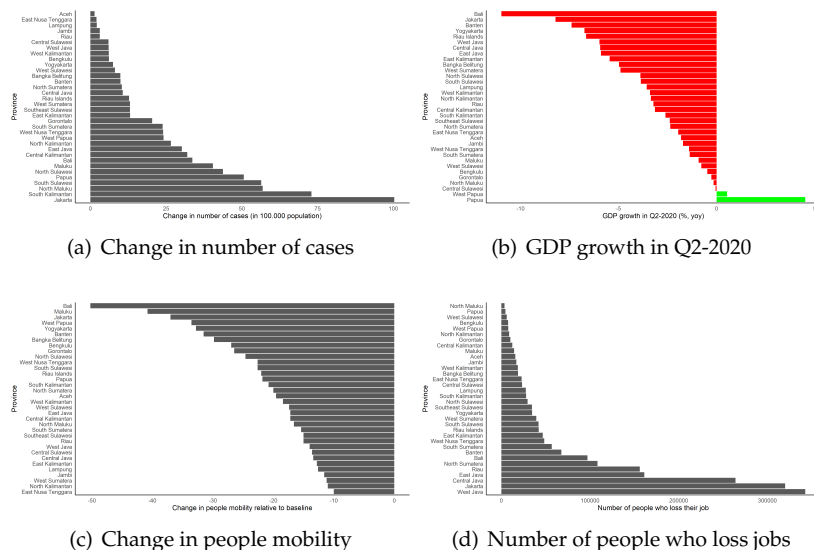 Aceh
East Nusa Tenggara
Lampung
Jambi
Riau
Central Sulawesi
West Java
West Kalimantan
Bengkulu
Yogyakarta
West Sulawesi
Bangka Belitung
Banten
North Sumatera
Central Java
Riau Islands
West Sumatera
Southeast Sulawesi
East Kalimantan
Gorontalo
South Sumatera
West Nusa Tenggara
West Papua
North Kalimantan
East Java
Central Kalimantan
Bali
Maluku
North Sulawesi
Papua
South Sulawesi
North Maluku
South Kalimantan
Jakarta
Province
0 25 50 75 100
Change in number of cases (in 100.000 population)
(a) Change in number of cases
Bali
Jakarta
Banten
Yogyakarta
Riau Islands
West Java
Central Java
East Java
East Kalimantan
Bangka Belitung
West Sumatera
North Sulawesi
South Sulawesi
Lampung
West Kalimantan
North Kalimantan
Riau
Central Kalimantan
South Kalimantan
Southeast Sulawesi
North Sumatera
East Nusa Tenggara
Aceh
Jambi
West Nusa Tenggara
South Sumatera
Maluku
West Sulawesi
Bengkulu
Gorontalo
North Maluku
Central Sulawesi
West Papua
Papua
Province
-10 -5 0
GDP growth in Q2-2020 (%, yoy)
(b) GDP growth in Q2-2020
Bali
Maluku
Jakarta
West Papua
Yogyakarta
Banten
Bangka Belitung
Bengkulu
Gorontalo
North Sulawesi
West Nusa Tenggara
South Sulawesi
Riau Islands
Papua
South Kalimantan
North Sumatera
Aceh
West Kalimantan
West Sulawesi
East Java
Central Kalimantan
North Maluku
South Sumatera
Southeast Sulawesi
Riau
West Java
Central Sulawesi
Central Java
East Kalimantan
Lampung
Jambi
West Sumatera
North Kalimantan
East Nusa Tenggara
Province
-50 -40 -30 -20 -10 0
Change in people mobility relative to baseline
(c) Change in people mobility
North Maluku
Papua
West Sulawesi
Bengkulu
West Papua
North Kalimantan
Gorontalo
Central Kalimantan
Maluku
Aceh
Jambi
West Kalimantan
Bangka Belitung
East Nusa Tenggara
Central Sulawesi
Lampung
South Kalimantan
North Sulawesi
Southeast Sulawesi
Yogyakarta
West Sumatera
South Sulawesi
Riau Islands
East Kalimantan
West Nusa Tenggara
South Sumatera
Banten
Bali
North Sumatera
Riau
East Java
Central Java
Jakarta
West Java
Province
0 100000 200000 300000
Number of people who loss their job
(d) Number of people who loss jobs